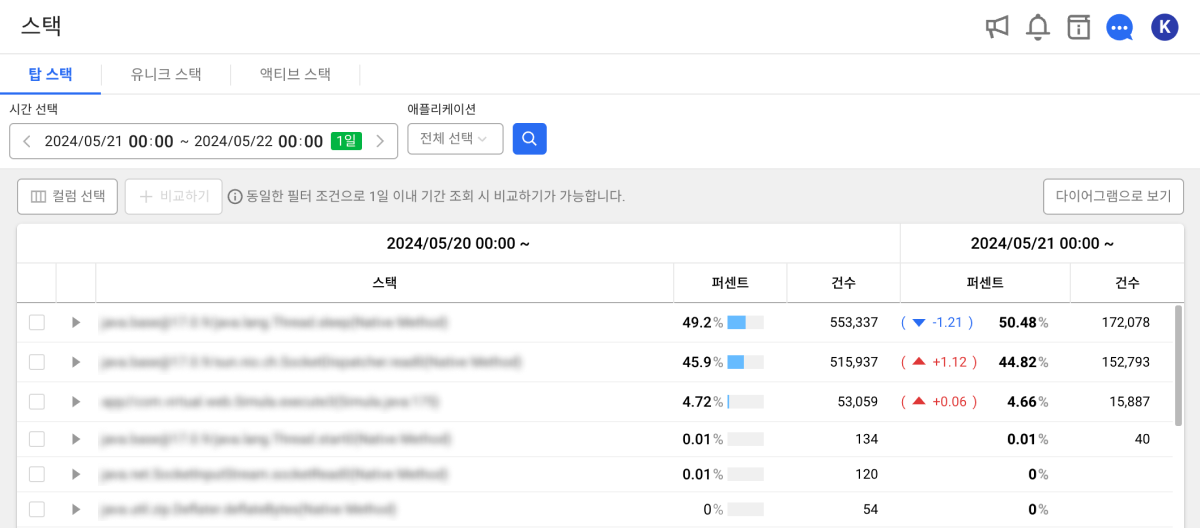 스택
K
탑 스택 유니크 스택 액티브 스택
시간 선택 애플리케이션
2024/05/21 00:00 ~ 2024/05/22 00:00 1일 전체 선택
컬럼 선택 + 비교하기 동일한 필터 조건으로 1일 이내 기간 조회 시 비교하기가 가능합니다. 다이어그램으로 보기
2024/05/20 00:00 ~ 2024/05/21 00:00 ~
스택 퍼센트 건수 퍼센트 건수
49.2% 553,337 ( ▼ -1.21 ) 50.48% 172,078
45.9% 515,937 ( ▲ +1.12 ) 44.82% 152,793
4.72% 53,059 ( ▲ +0.06 ) 4.66% 15,887
0.01% 134 0.01% 40
0.01% 120 0%
0% 54 0%